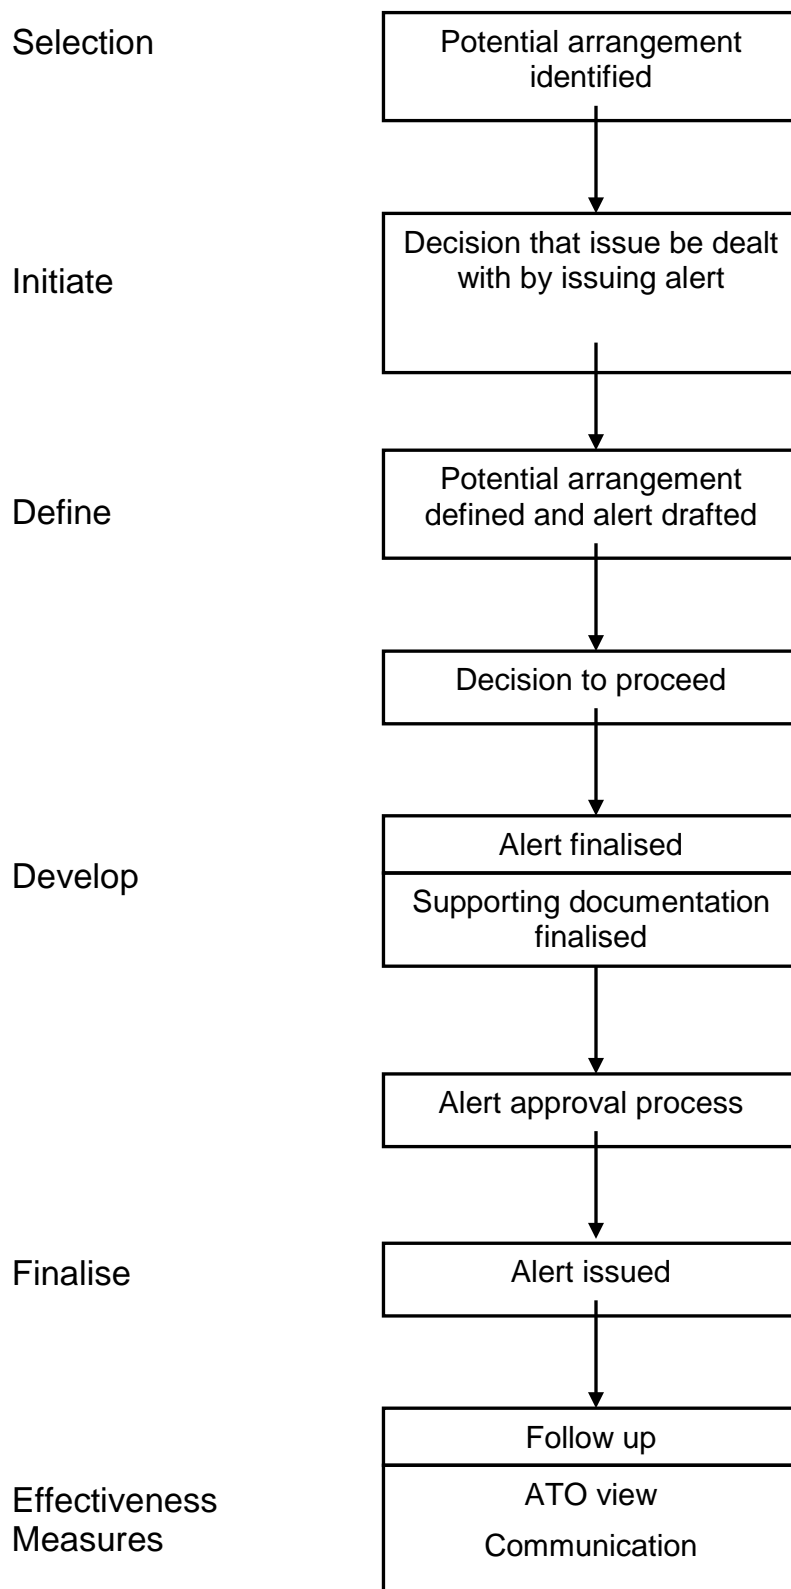 Selection
Potential arrangement
identified
Initiate
Decision that issue be dealt
with by issuing alert
Define
Potential arrangement
defined and alert drafted
Decision to proceed
Develop
Alert finalised
Supporting documentation
finalised
Alert approval process
Finalise
Alert issued
Effectiveness
Measures
Follow up
ATO view
Communication